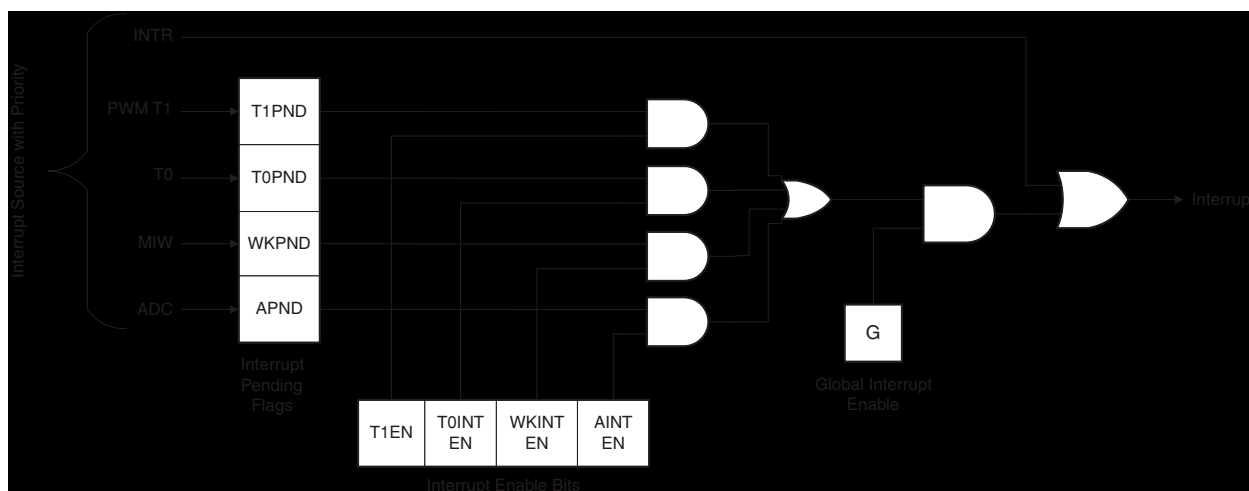 INTR
Interrupt Source with Priority
PWM T1
T1PND
T0
T0PND
MIW
WKPND
ADC
APND
Interrupt
Pending
Flags
T1EN
T0INT
EN
WKINT
EN
AINT
EN
Interrupt Enable Bits
G
Global Interrupt
Enable
Interrupt